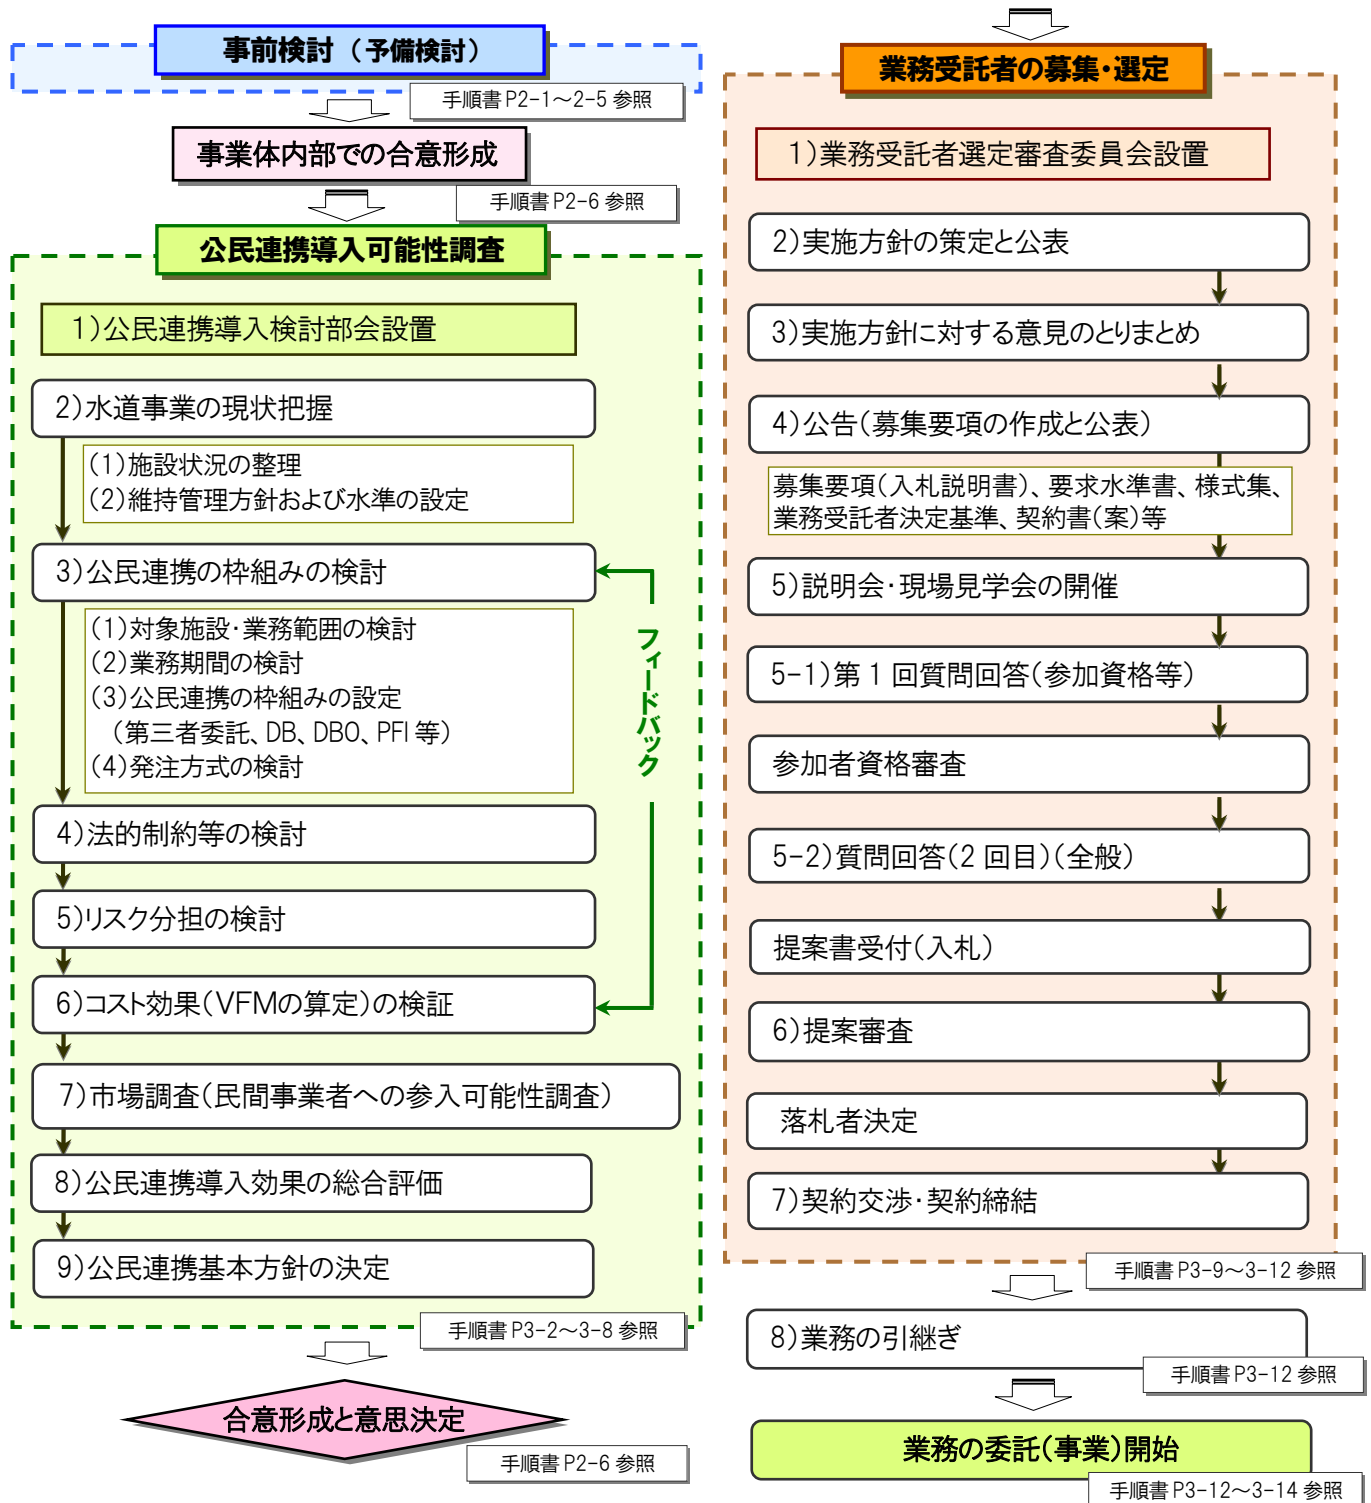 事前検討（予備検討）
手順書P2-1～2-5 参照
事業体内部での合意形成
手順書P2-6 参照
公民連携導入可能性調査
1)公民連携導入検討部会設置
2)水道事業の現状把握
(1)施設状況の整理
(2)維持管理方針および水準の設定
3)公民連携の枠組みの検討
(1)対象施設・業務範囲の検討
(2)業務期間の検討
(3)公民連携の枠組みの設定
(第三者委託、DB、DBO、PFI 等)
(4)発注方式の検討
フィードバック
4)法的制約等の検討
5)リスク分担の検討
6)コスト効果(VFMの算定)の検証
7)市場調査(民間事業者への参入可能性調査)
8)公民連携導入効果の総合評価
9)公民連携基本方針の決定
手順書P3-2～3-8 参照
合意形成と意思決定
手順書P2-6 参照
業務受託者の募集・選定
1)業務受託者選定審査委員会設置
2)実施方針の策定と公表
3)実施方針に対する意見のとりまとめ
4)公告(募集要項の作成と公表)
募集要項(入札説明書)、要求水準書、様式集、
業務受託者決定基準、契約書(案)等
5)説明会・現場見学会の開催
5-1)第 1 回質問回答(参加資格等)
参加者資格審査
5-2)質問回答(2 回目)(全般)
提案書受付(入札)
6)提案審査
落札者決定
7)契約交渉・契約締結
手順書P3-9～3-12 参照
8)業務の引継ぎ
手順書P3-12 参照
業務の委託(事業)開始
手順書P3-12～3-14 参照